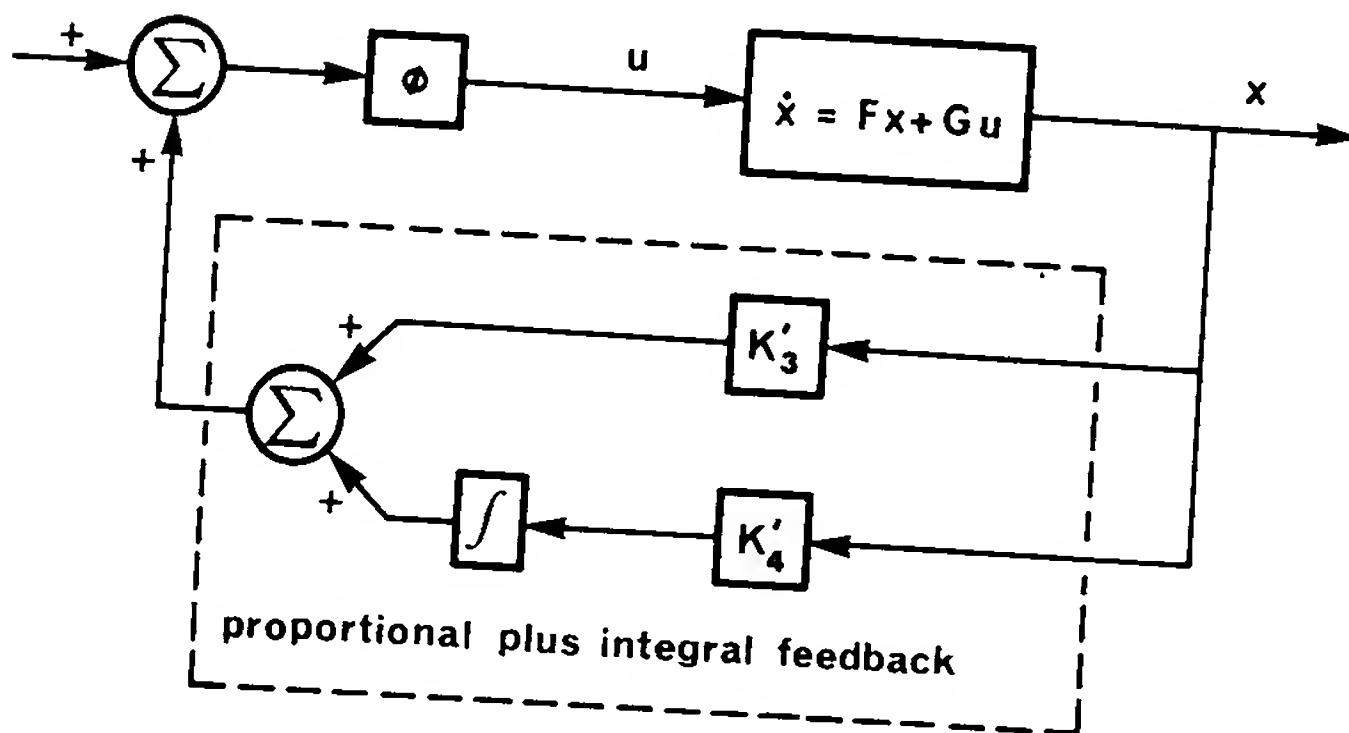 +
Σ
φ
u
ẋ = Fx+Gu
x
+
+
K′3
Σ
+
∫
K′4
proportional plus integral feedback